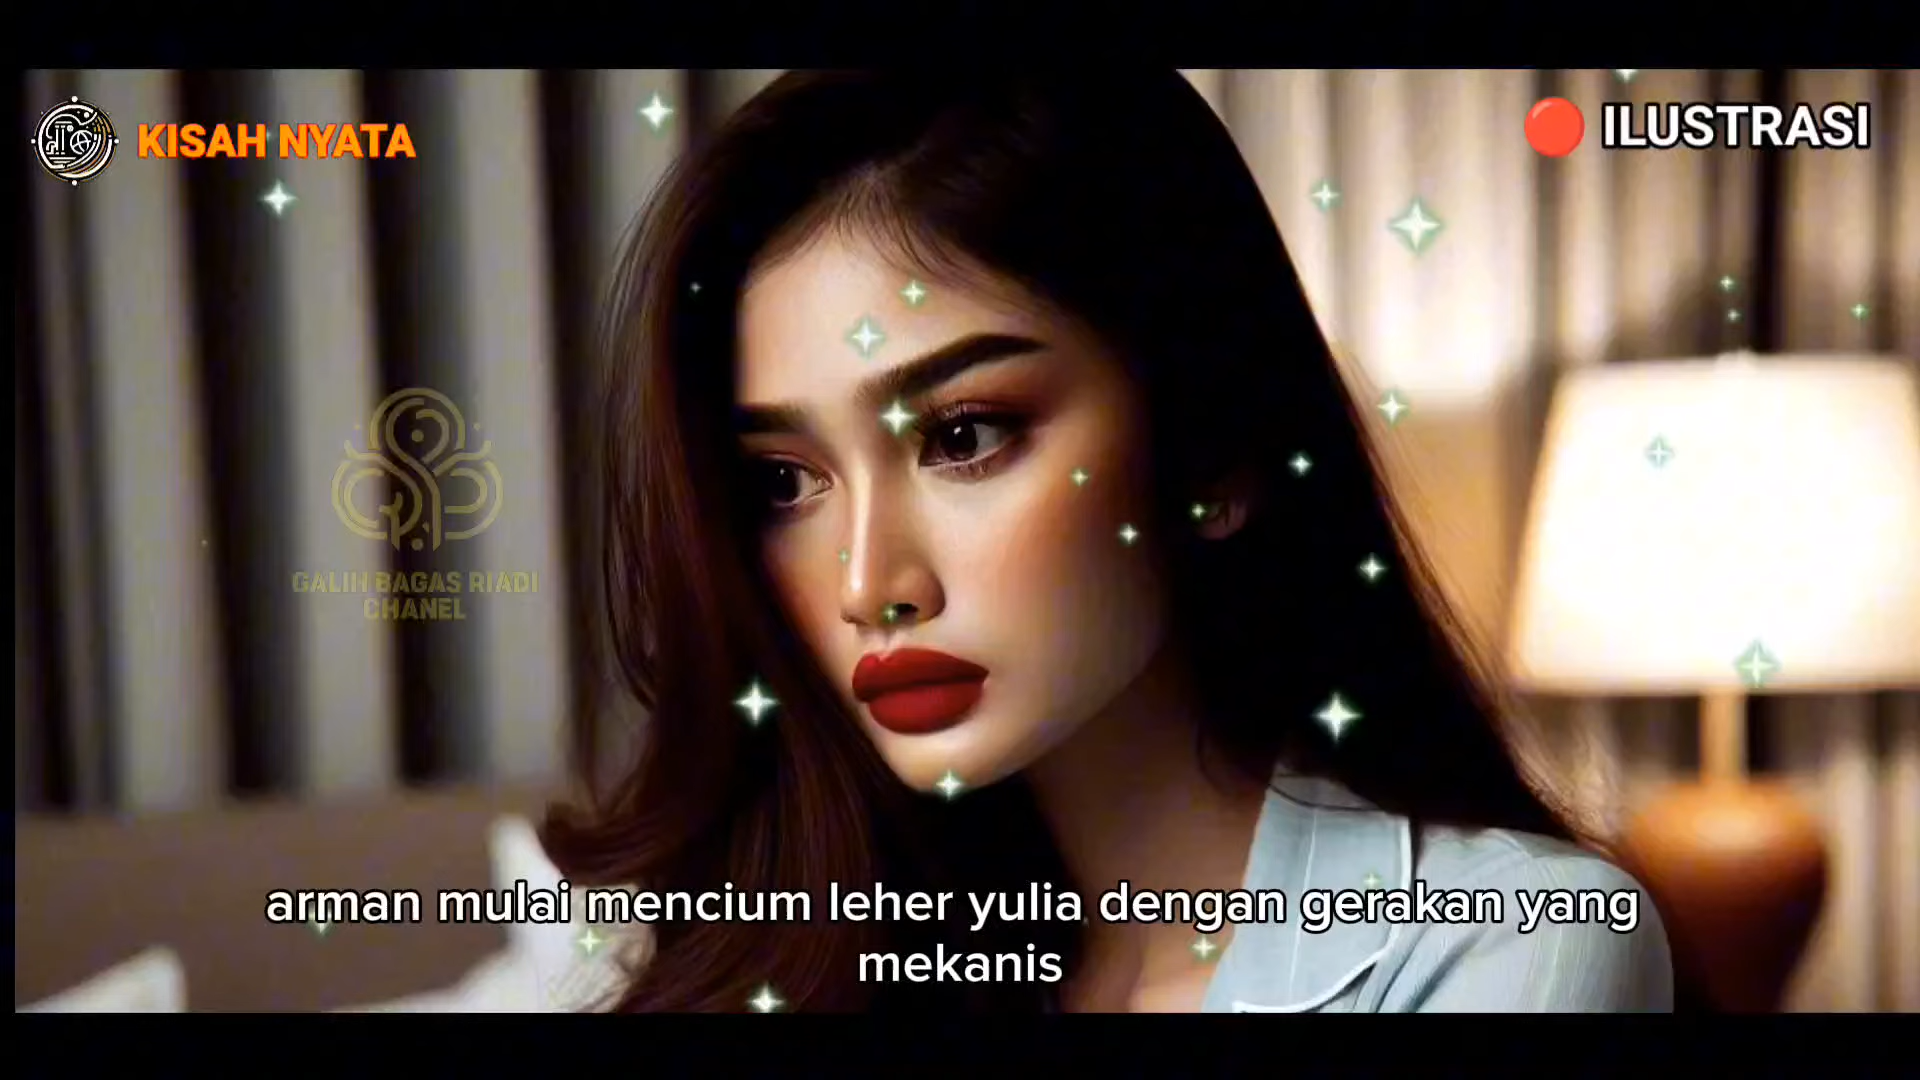 KISAH NYATA
ILUSTRASI
GALIH BAGAS RIADI
CHANEL
arman mulai mencium leher yulia dengan gerakan yang
mekanis